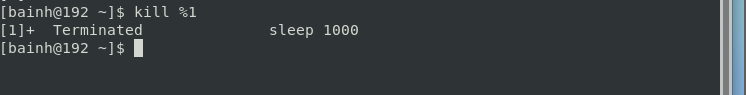 [bainh@192 ~]$ kill %1
[1]+  Terminated              sleep 1000
[bainh@192 ~]$